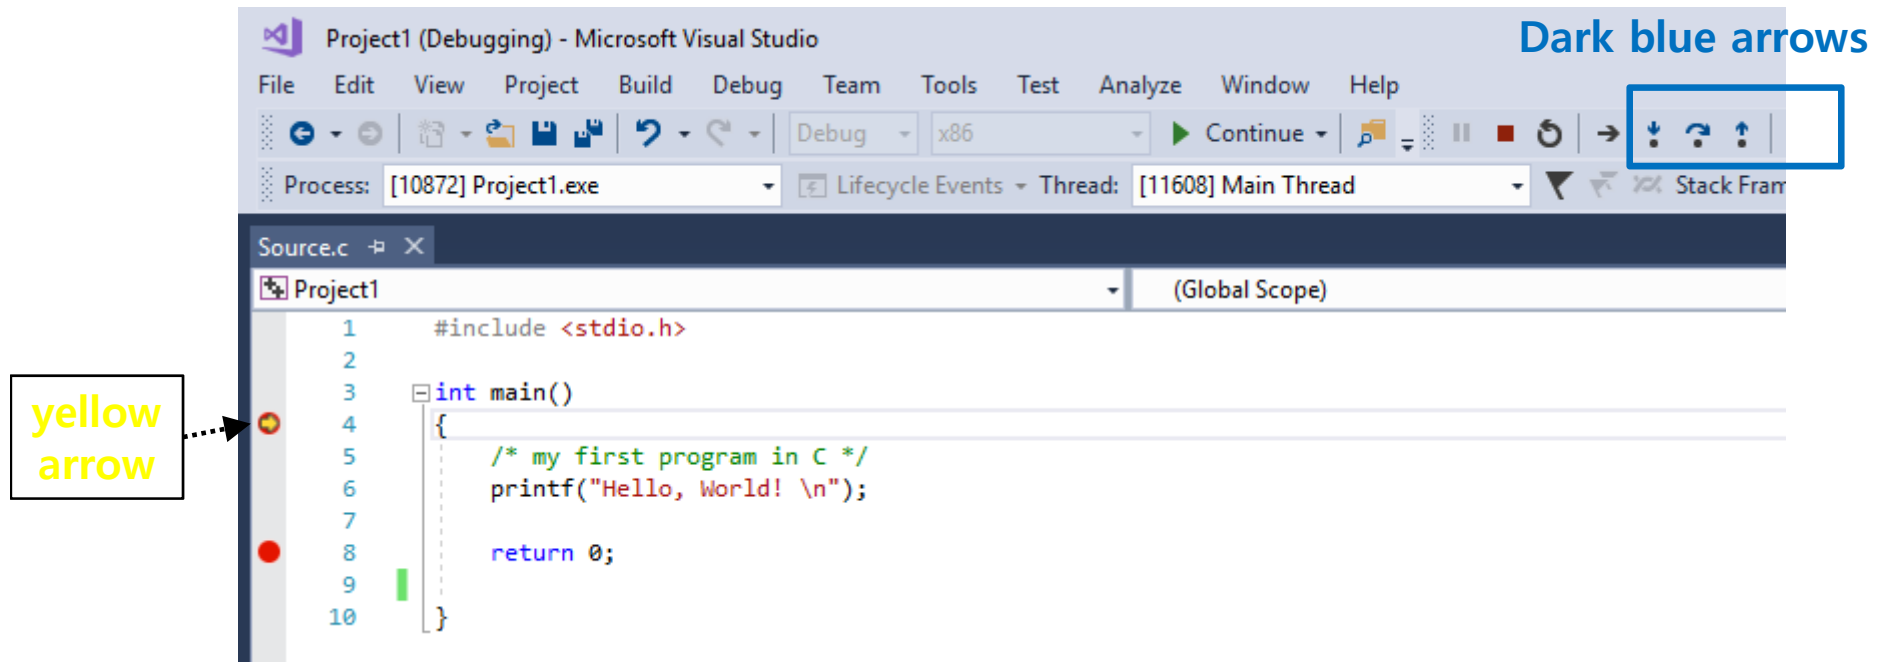 Project1 (Debugging) - Microsoft Visual Studio
Dark blue arrows
File Edit View Project Build Debug Team Tools Test Analyze Window Help
Debug x86 Continue
Process: [10872] Project1.exe Lifecycle Events Thread: [11608] Main Thread Stack Fram
Source.c
Project1 (Global Scope)
1 #include <stdio.h>
2
3 int main()
4 {
5 /* my first program in C */
6 printf("Hello, World! \n");
7
8 return 0;
9
10 }
yellow
arrow